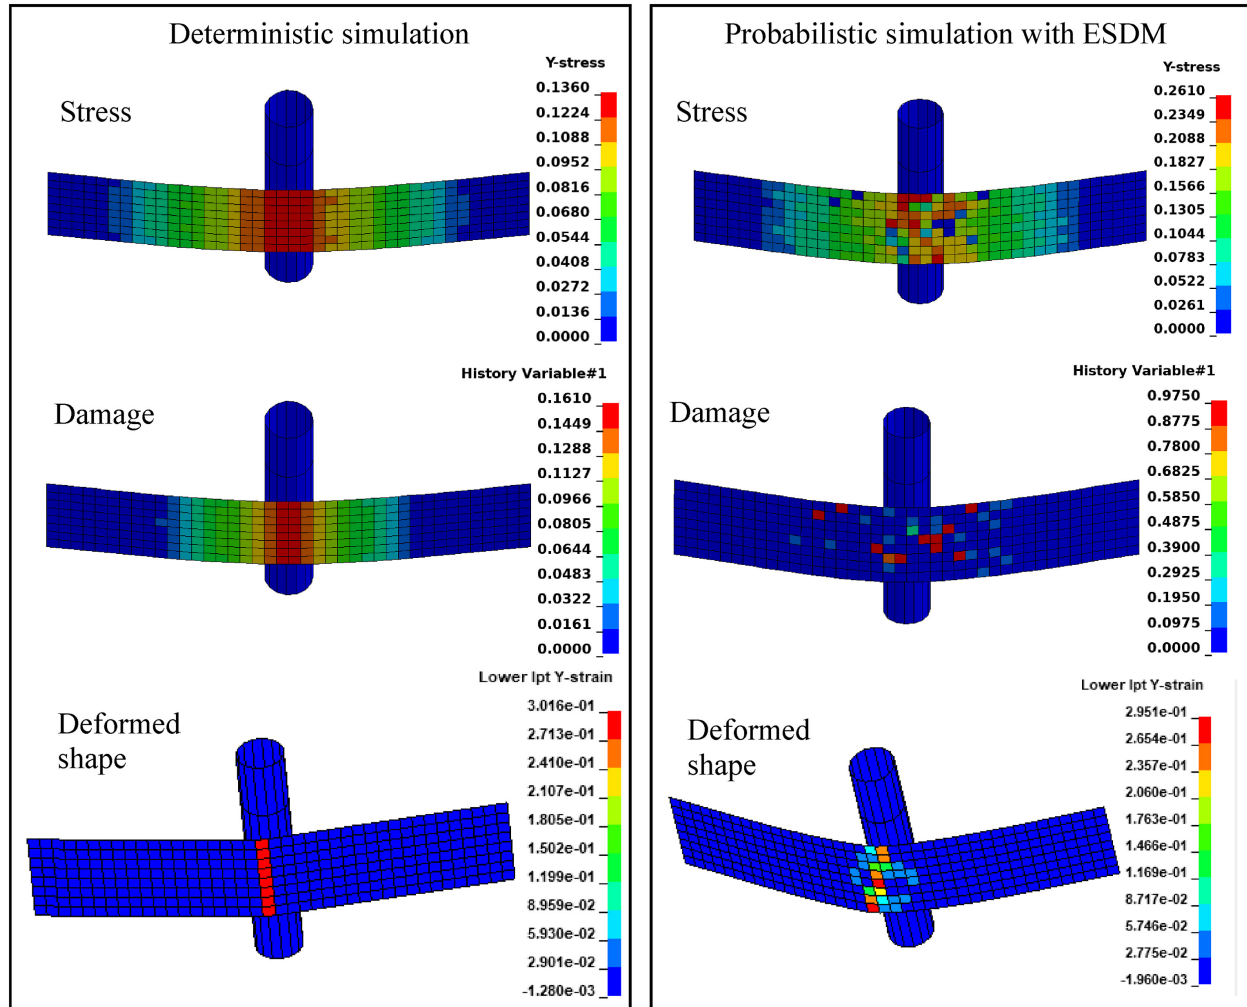 Deterministic simulation
Y-stress
0.1360
0.1224
0.1088
0.0952
0.0816
0.0680
0.0544
0.0408
0.0272
0.0136
0.0000
Stress
History Variable#1
0.1610
0.1449
0.1288
0.1127
0.0966
0.0805
0.0644
0.0483
0.0322
0.0161
0.0000
Damage
Lower Ipt Y-strain
3.016e-01
2.713e-01
2.410e-01
2.107e-01
1.805e-01
1.502e-01
1.199e-01
8.959e-02
5.930e-02
2.901e-02
-1.280e-03
Deformed
shape
Probabilistic simulation with ESDM
Y-stress
0.2610
0.2349
0.2088
0.1827
0.1566
0.1305
0.1044
0.0783
0.0522
0.0261
0.0000
Stress
History Variable#1
0.9750
0.8775
0.7800
0.6825
0.5850
0.4875
0.3900
0.2925
0.1950
0.0975
0.0000
Damage
Lower Ipt Y-strain
2.951e-01
2.654e-01
2.357e-01
2.060e-01
1.763e-01
1.466e-01
1.169e-01
8.717e-02
5.746e-02
2.775e-02
-1.960e-03
Deformed
shape